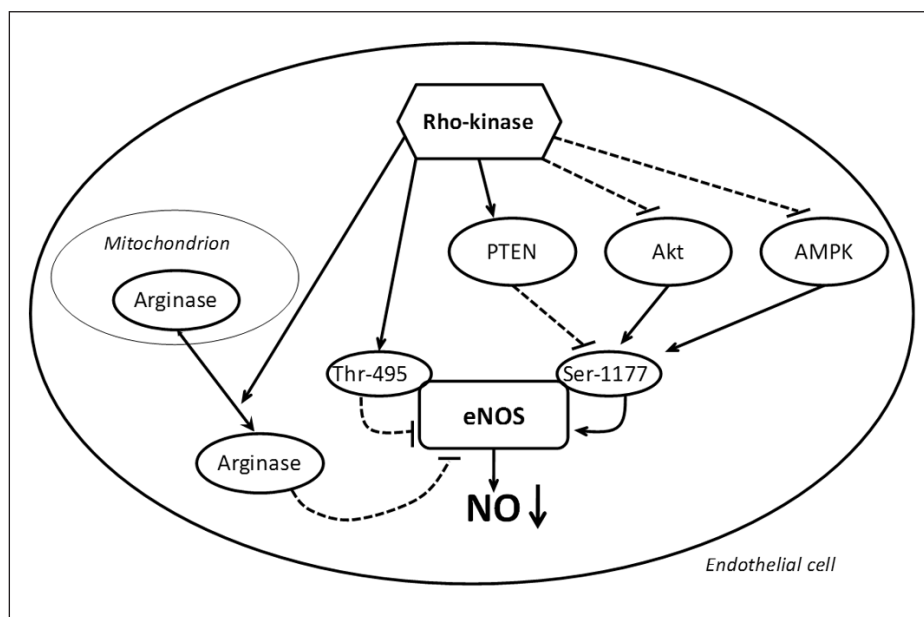 Rho-kinase
Mitochondrion
Arginase
PTEN
Akt
AMPK
Thr-495
Ser-1177
eNOS
Arginase
NO
Endothelial cell